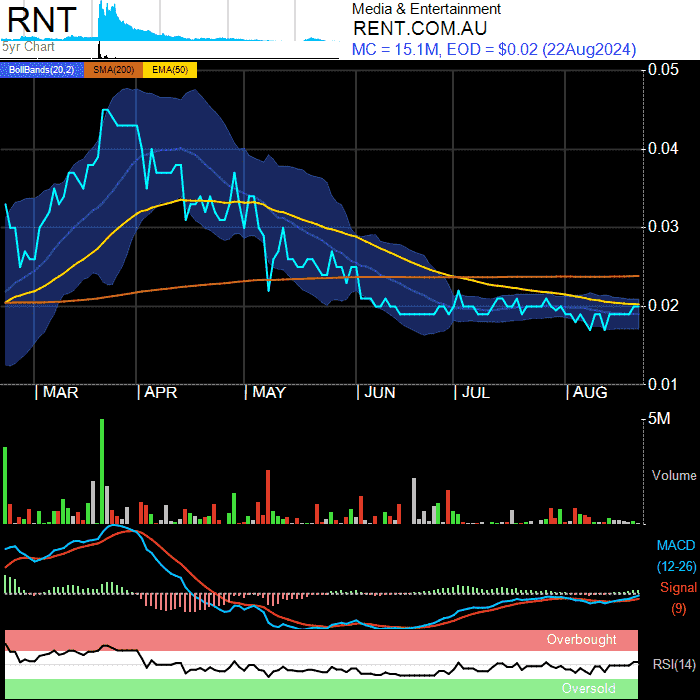 RNT
5yr Chart
Media & Entertainment
RENT.COM.AU
MC = 15.1M, EOD = $0.02 (22Aug2024)
BollBands(20,2) SMA(200) EMA(50)
0.05
0.04
0.03
0.02
0.01
MAR APR MAY JUN JUL AUG
5M
Volume
MACD
(12-26)
Signal
(9)
Overbought
RSI(14)
Oversold